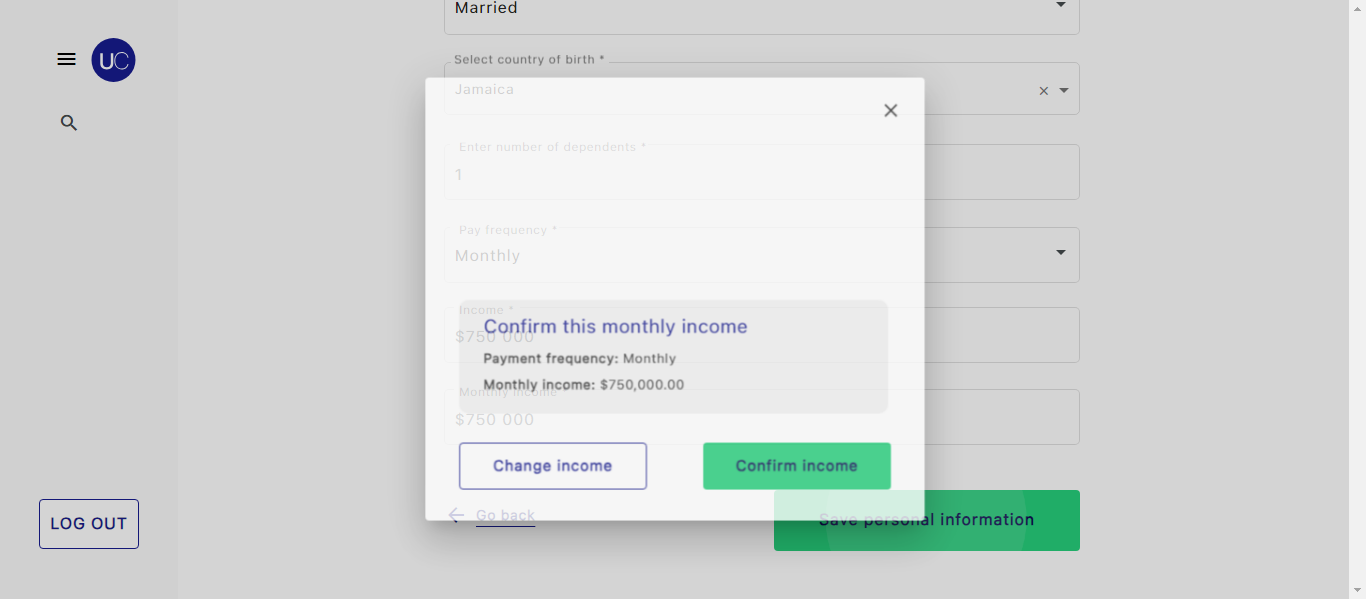 Married
UC
Select country of birth *
Jamaica
Enter number of dependents *
1
Pay frequency *
Monthly
Income *
$750 000
Confirm this monthly income
Payment frequency: Monthly
Monthly income: $750,000.00
Monthly income
$750 000
Change income
Confirm income
Go back
Save personal information
LOG OUT